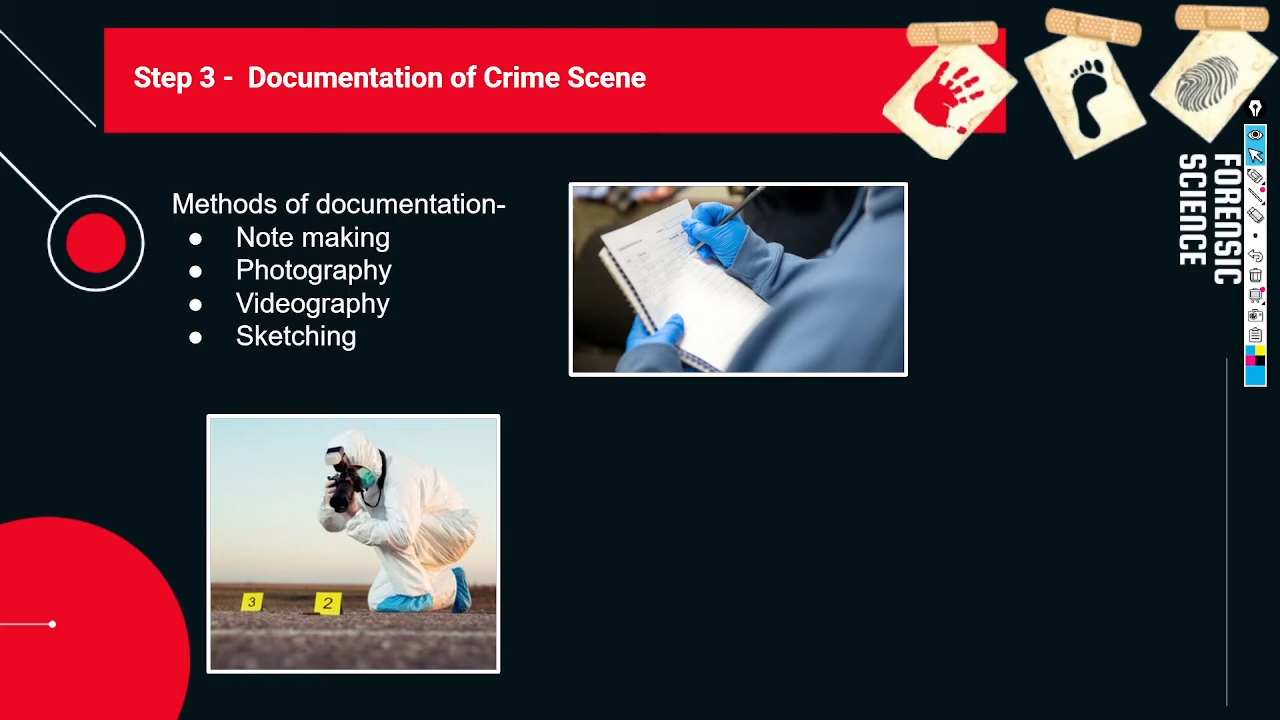 Step 3 - Documentation of Crime Scene
FORENSIC
SCIENCE
Methods of documentation-
● Note making
● Photography
● Videography
● Sketching
3
2